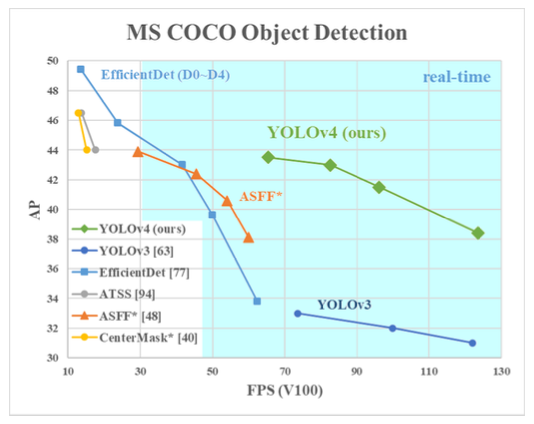 MS COCO Object Detection
50
48
46
44
42
40
38
36
34
32
30
AP
EfficientDet (D0~D4)
real-time
YOLOv4 (ours)
ASFF*
YOLOv3
YOLOv4 (ours)
YOLOv3 [63]
EfficientDet [77]
ATSS [94]
ASFF* [48]
CenterMask* [40]
10 30 50 70 90 110 130
FPS (V100)